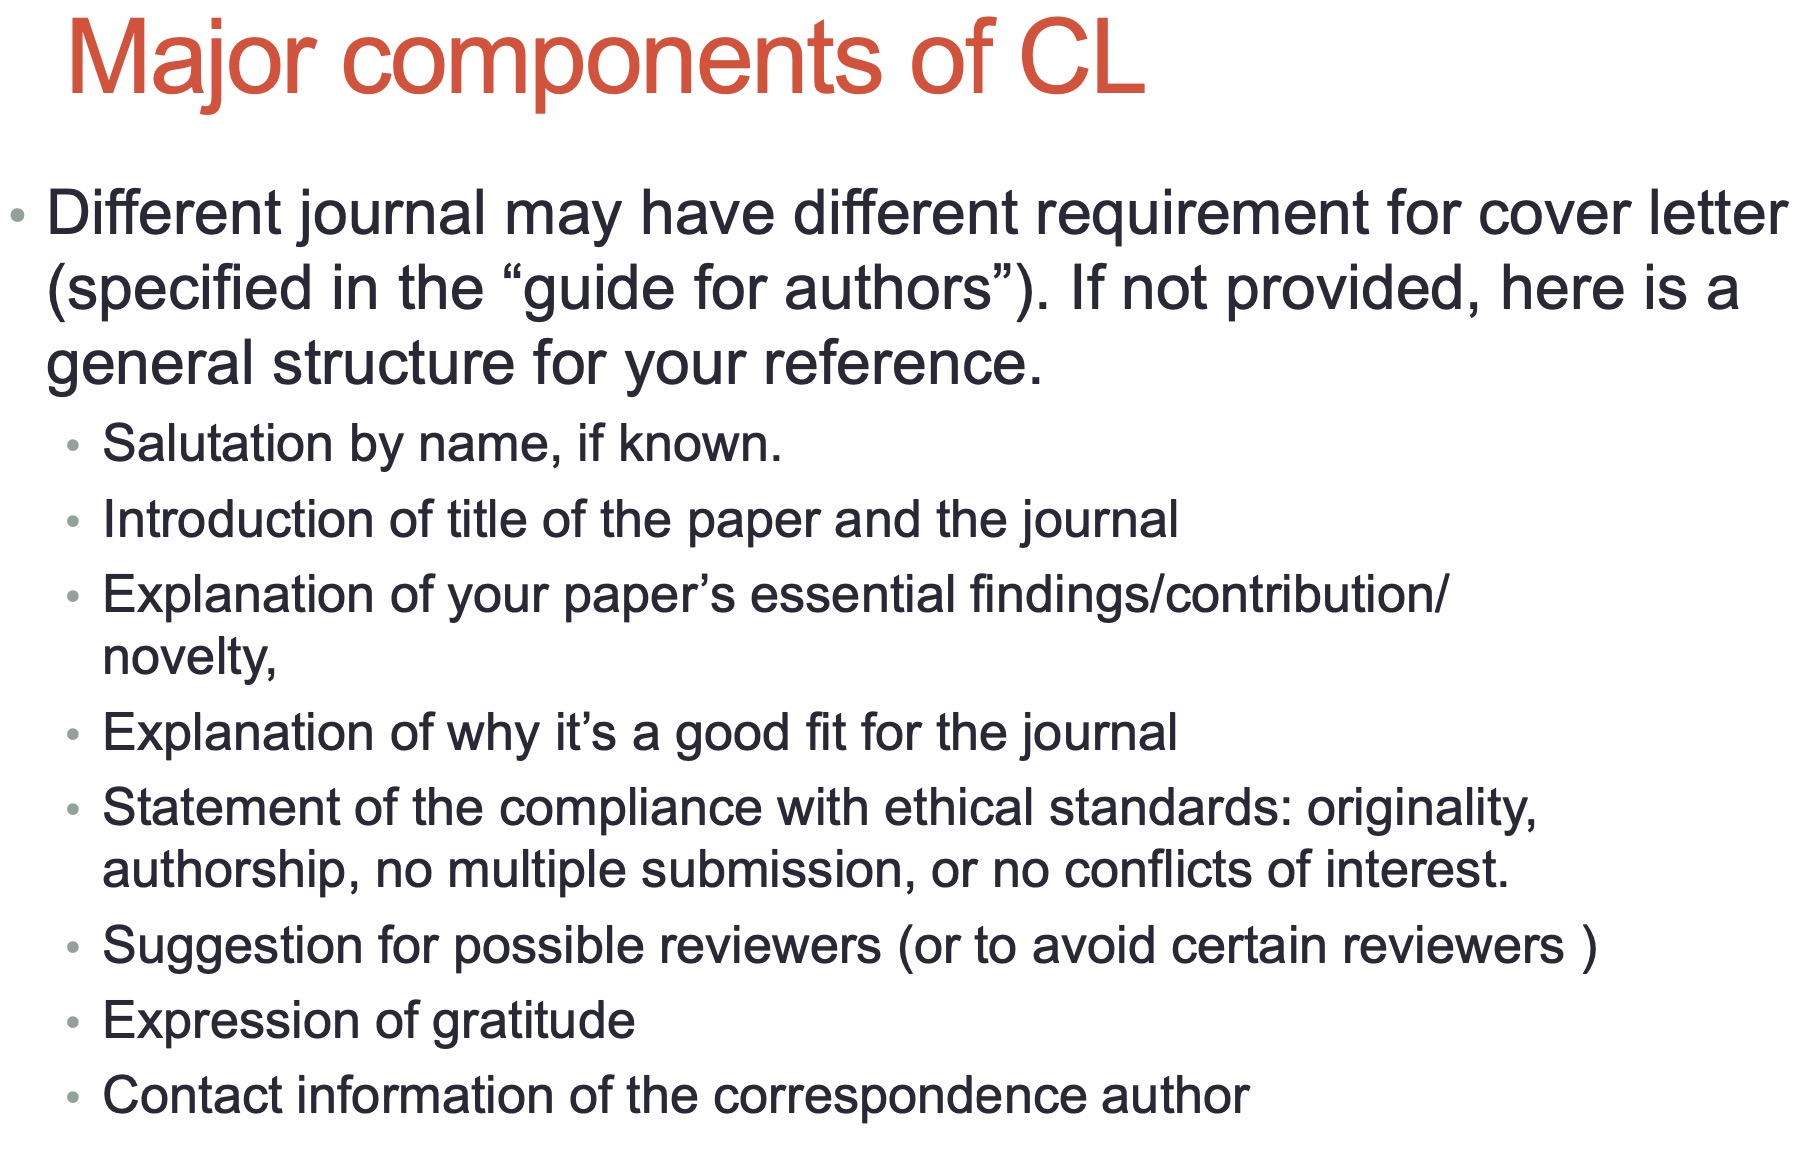 Major components of CL
• Different journal may have different requirement for cover letter
(specified in the “guide for authors”). If not provided, here is a
general structure for your reference.
• Salutation by name, if known.
• Introduction of title of the paper and the journal
• Explanation of your paper’s essential findings/contribution/
novelty,
• Explanation of why it’s a good fit for the journal
• Statement of the compliance with ethical standards: originality,
authorship, no multiple submission, or no conflicts of interest.
• Suggestion for possible reviewers (or to avoid certain reviewers )
• Expression of gratitude
• Contact information of the correspondence author